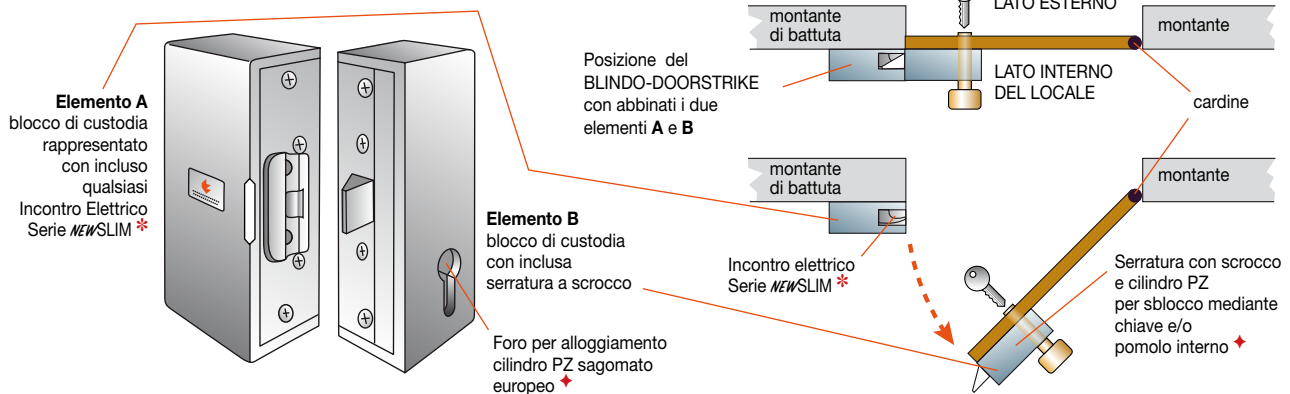 Elemento A
blocco di custodia
rappresentato
con incluso
qualsiasi
Incontro Elettrico
Serie NEWSLIM *
Elemento B
blocco di custodia
con inclusa
serratura a scrocco
Foro per alloggiamento
cilindro PZ sagomato
europeo ✦
Posizione del
BLINDO-DOORSTRIKE
con abbinati i due
elementi A e B
montante
di battuta
LATO ESTERNO
montante
LATO INTERNO
DEL LOCALE
cardine
montante
di battuta
montante
Incontro elettrico
Serie NEWSLIM *
Serratura con scrocco
e cilindro PZ
per sblocco mediante
chiave e/o
pomolo interno ✦